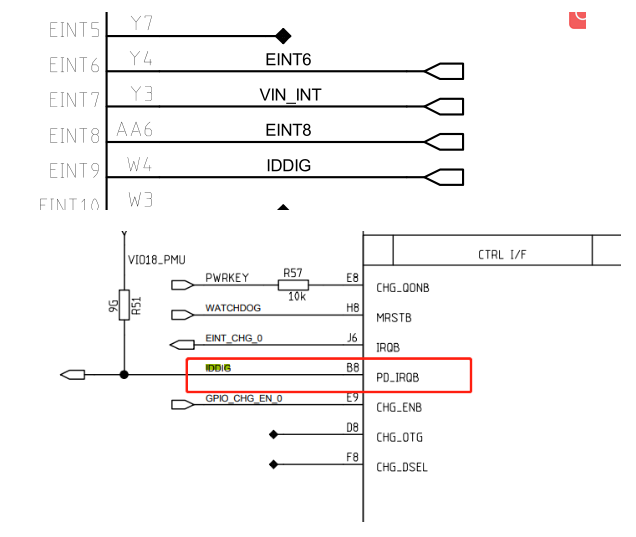 EINT5 Y7
EINT6 Y4 EINT6
EINT7 Y3 VIN_INT
EINT8 AA6 EINT8
EINT9 W4 IDDIG
EINT10 W3
CTRL I/F
VIO18_PMU
PWRKEY R57 E8 CHG_QONB
10k
R51
WATCHDOG H8 MRSTB
EINT_CHG_0 J6 IRQB
IDDIG B8 PD_IRQB
GPIO_CHG_EN_0 E9 CHG_ENB
D8 CHG_OTG
F8 CHG_DSEL